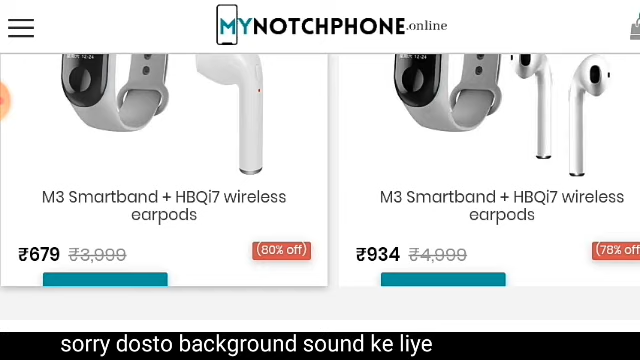 MYNOTCHPHONE.online
M3 Smartband + HBQi7 wireless
earpods
₹679 ₹3,999 (80% off)
M3 Smartband + HBQi7 wireless
earpods
₹934 ₹4,999 (78% off)
sorry dosto background sound ke liye